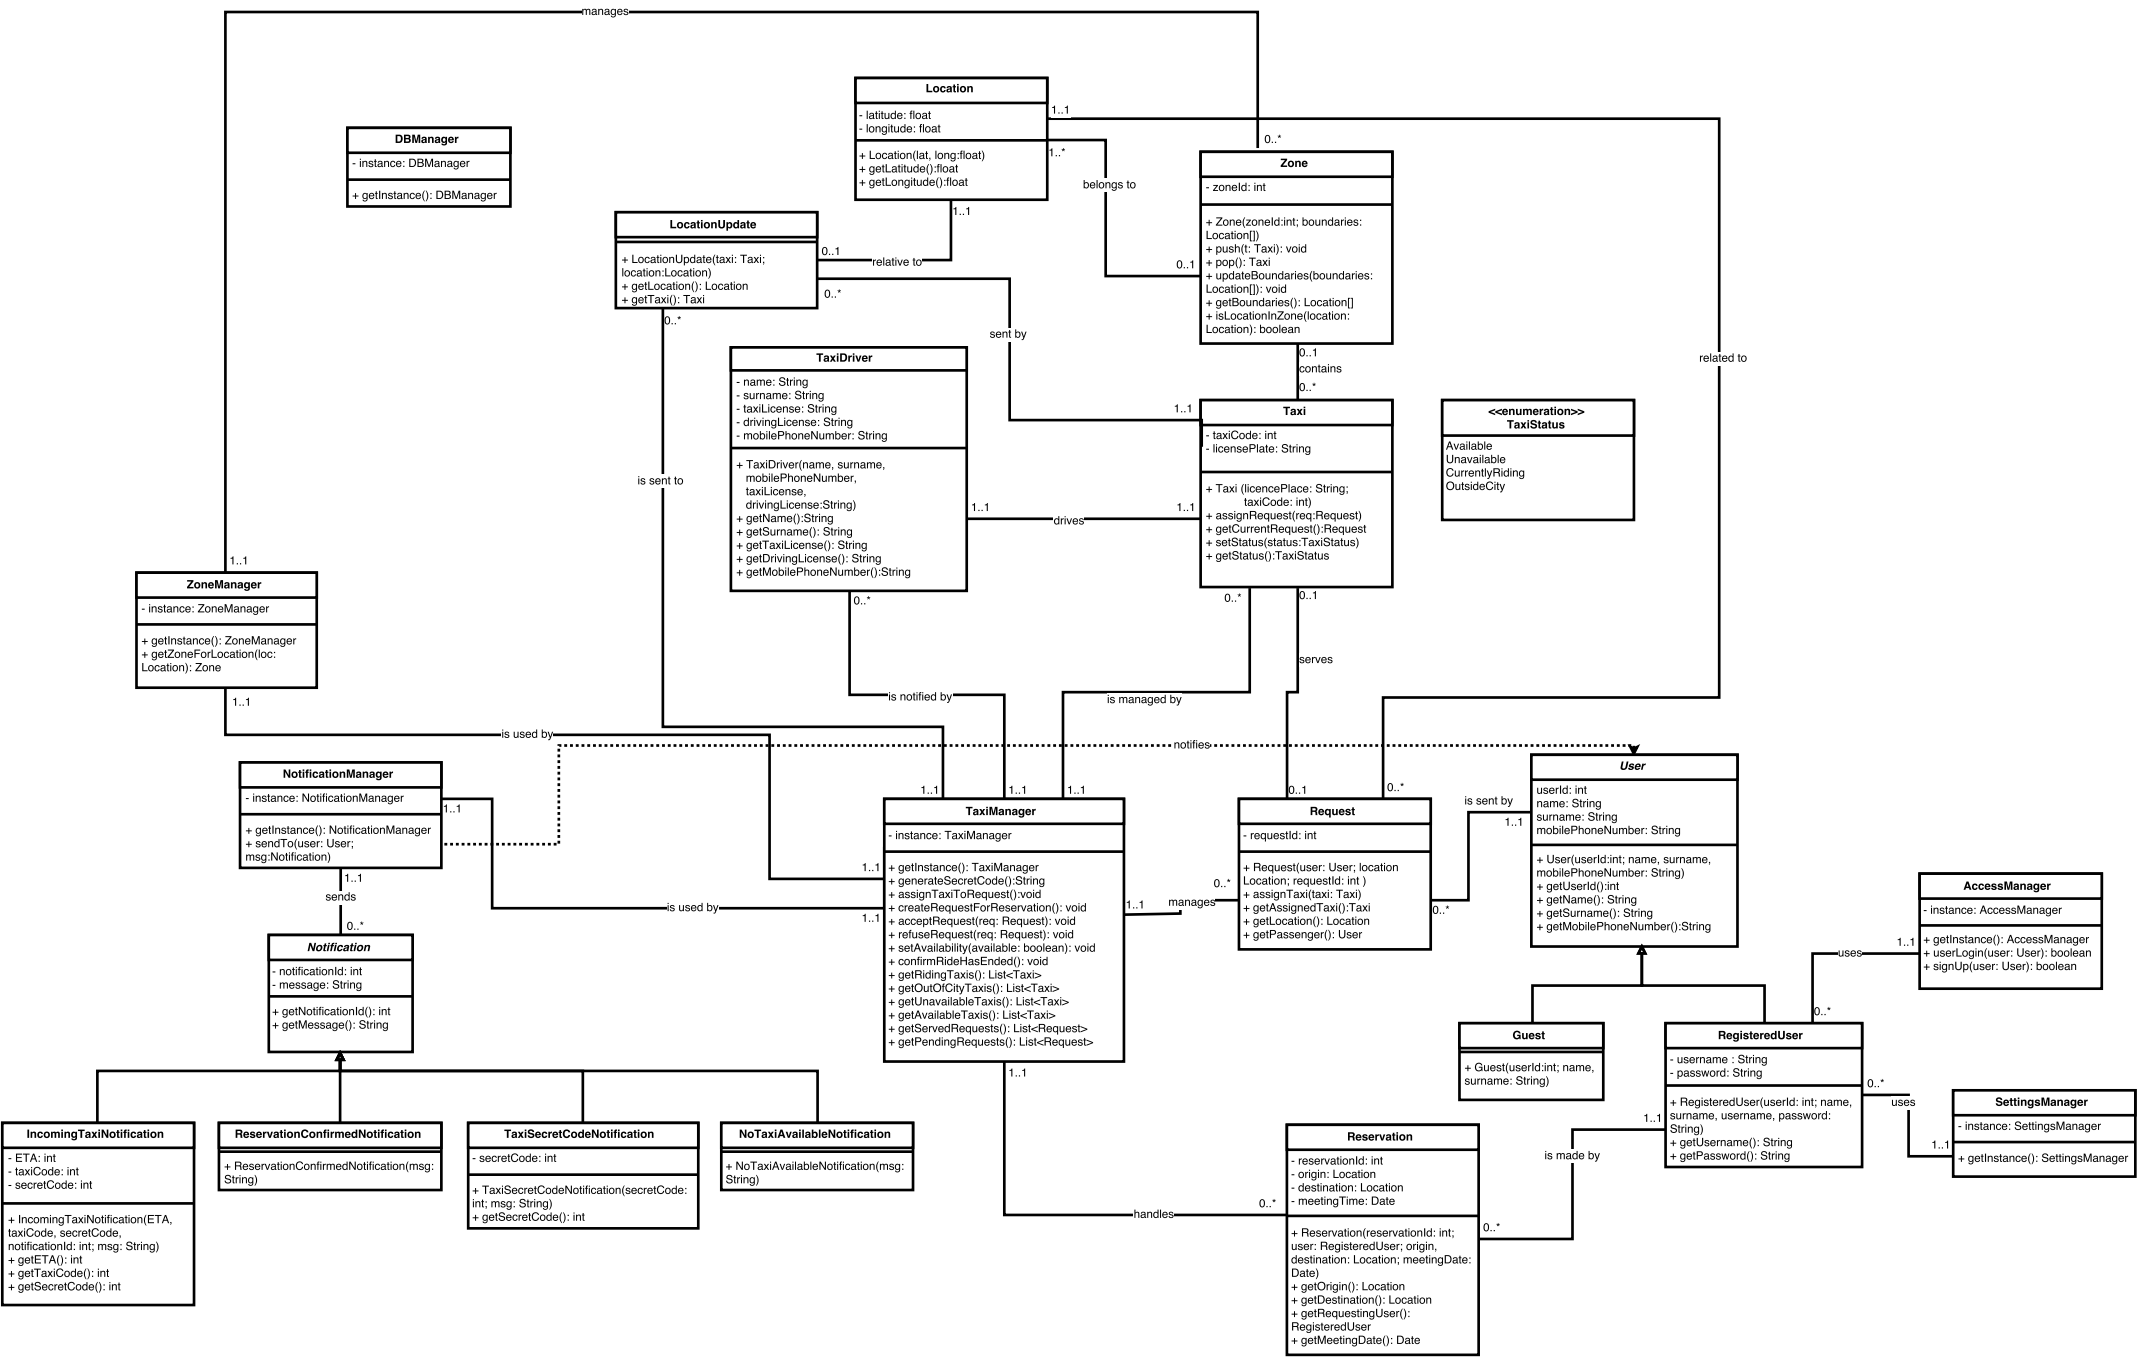 manages
Location
- latitude: float
- longitude: float
+ Location(lat, long:float)
+ getLatitude():float
+ getLongitude():float
1..1
1..*
1..1
belongs to
0..1
related to
DBManager
- instance: DBManager
+ getInstance(): DBManager
0..*
Zone
- zoneId: int
+ Zone(zoneId:int; boundaries:
Location[])
+ push(t: Taxi): void
+ pop(): Taxi
+ updateBoundaries(boundaries:
Location[]): void
+ getBoundaries(): Location[]
+ isLocationInZone(location:
Location): boolean
0..1
contains
0..*
LocationUpdate
+ LocationUpdate(taxi: Taxi;
location:Location)
+ getLocation(): Location
+ getTaxi(): Taxi
0..1
relative to
0..*
sent by
1..1
0..*
is sent to
TaxiDriver
- name: String
- surname: String
- taxiLicense: String
- drivingLicense: String
- mobilePhoneNumber: String
+ TaxiDriver(name, surname,
mobilePhoneNumber,
taxiLicense,
drivingLicense:String)
+ getName():String
+ getSurname(): String
+ getTaxiLicense(): String
+ getDrivingLicense(): String
+ getMobilePhoneNumber():String
1..1
drives
1..1
0..*
is notified by
Taxi
- taxiCode: int
- licensePlate: String
+ Taxi (licencePlace: String;
taxiCode: int)
+ assignRequest(req:Request)
+ getCurrentRequest():Request
+ setStatus(status:TaxiStatus)
+ getStatus():TaxiStatus
0..*
0..1
is managed by
serves
<<enumeration>>
TaxiStatus
Available
Unavailable
CurrentlyRiding
OutsideCity
1..1
ZoneManager
- instance: ZoneManager
+ getInstance(): ZoneManager
+ getZoneForLocation(loc:
Location): Zone
1..1
is used by
notifies
NotificationManager
- instance: NotificationManager
+ getInstance(): NotificationManager
+ sendTo(user: User;
msg:Notification)
1..1
is used by
1..1
sends
0..*
Notification
- notificationId: int
- message: String
+ getNotificationId(): int
+ getMessage(): String
1..1
1..1
1..1
1..1
1..1
TaxiManager
- instance: TaxiManager
+ getInstance(): TaxiManager
+ generateSecretCode():String
+ assignTaxiToRequest():void
+ createRequestForReservation(): void
+ acceptRequest(req: Request): void
+ refuseRequest(req: Request): void
+ setAvailability(available: boolean): void
+ confirmRideHasEnded(): void
+ getRidingTaxis(): List<Taxi>
+ getOutOfCityTaxis(): List<Taxi>
+ getUnavailableTaxis(): List<Taxi>
+ getAvailableTaxis(): List<Taxi>
+ getServedRequests(): List<Request>
+ getPendingRequests(): List<Request>
1..1
manages
0..*
1..1
handles
0..*
0..1
0..*
Request
- requestId: int
+ Request(user: User; location
Location; requestId: int )
+ assignTaxi(taxi: Taxi)
+ getAssignedTaxi():Taxi
+ getLocation(): Location
+ getPassenger(): User
0..*
is sent by
1..1
User
userId: int
name: String
surname: String
mobilePhoneNumber: String
+ User(userId:int; name, surname,
mobilePhoneNumber: String)
+ getUserId():int
+ getName(): String
+ getSurname(): String
+ getMobilePhoneNumber():String
AccessManager
- instance: AccessManager
+ getInstance(): AccessManager
+ userLogin(user: User): boolean
+ signUp(user: User): boolean
1..1
uses
0..*
Guest
+ Guest(userId:int; name,
surname: String)
RegisteredUser
- username : String
- password: String
+ RegisteredUser(userId: int; name,
surname, username, password:
String)
+ getUsername(): String
+ getPassword(): String
0..*
uses
1..1
SettingsManager
- instance: SettingsManager
+ getInstance(): SettingsManager
1..1
is made by
0..*
IncomingTaxiNotification
- ETA: int
- taxiCode: int
- secretCode: int
+ IncomingTaxiNotification(ETA,
taxiCode, secretCode,
notificationId: int; msg: String)
+ getETA(): int
+ getTaxiCode(): int
+ getSecretCode(): int
ReservationConfirmedNotification
+ ReservationConfirmedNotification(msg:
String)
TaxiSecretCodeNotification
- secretCode: int
+ TaxiSecretCodeNotification(secretCode:
int; msg: String)
+ getSecretCode(): int
NoTaxiAvailableNotification
+ NoTaxiAvailableNotification(msg:
String)
Reservation
- reservationId: int
- origin: Location
- destination: Location
- meetingTime: Date
+ Reservation(reservationId: int;
user: RegisteredUser; origin,
destination: Location; meetingDate:
Date)
+ getOrigin(): Location
+ getDestination(): Location
+ getRequestingUser():
RegisteredUser
+ getMeetingDate(): Date